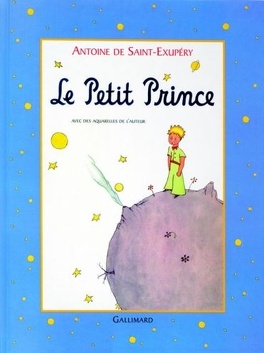 ANTOINE DE SAINT-EXUPÉRY
Le Petit Prince
AVEC DES AQUARELLES DE L'AUTEUR
GALLIMARD